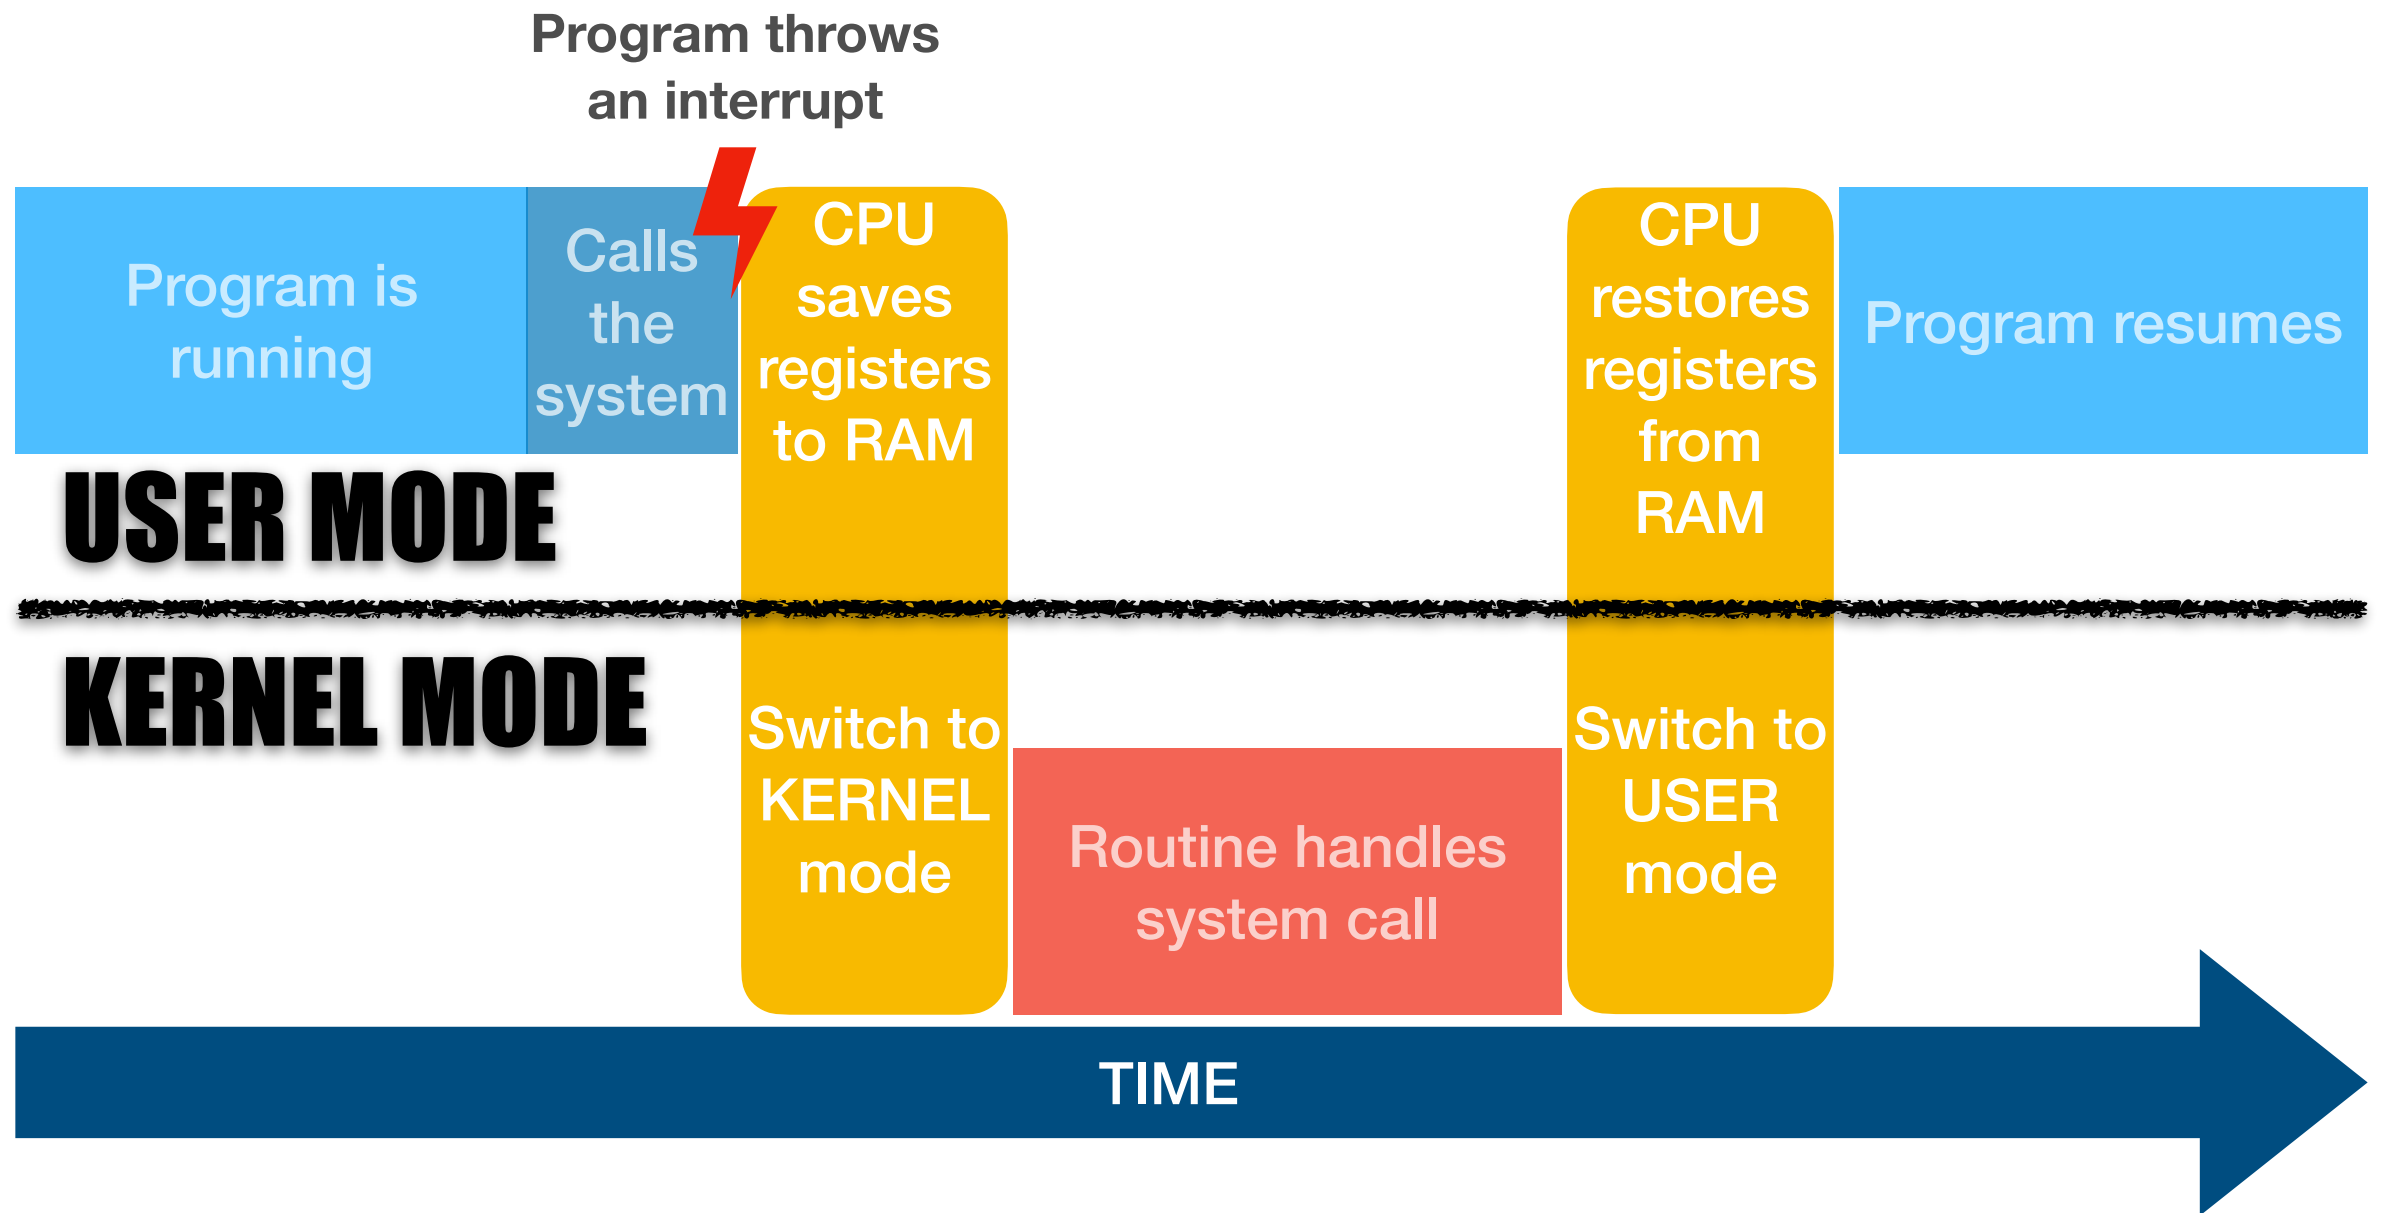 Program throws
an interrupt
Program is
running
Calls
the
system
CPU
saves
registers
to RAM
CPU
restores
registers
from
RAM
Program resumes
USER MODE
KERNEL MODE
Switch to
KERNEL
mode
Routine handles
system call
Switch to
USER
mode
TIME